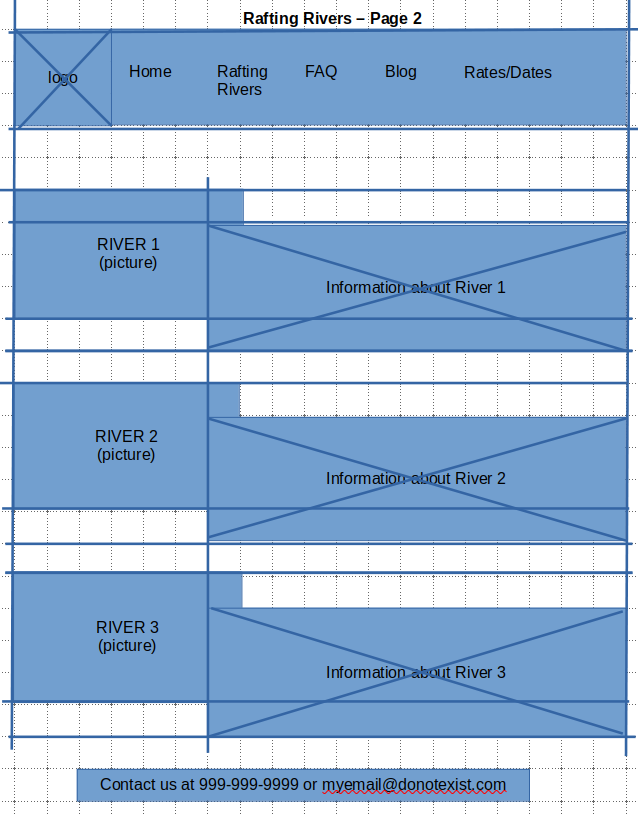 Rafting Rivers – Page 2
logo
Home
Rafting
Rivers
FAQ
Blog
Rates/Dates
RIVER 1
(picture)
Information about River 1
RIVER 2
(picture)
Information about River 2
RIVER 3
(picture)
Information about River 3
Contact us at 999-999-9999 or myemail@donotexist.com